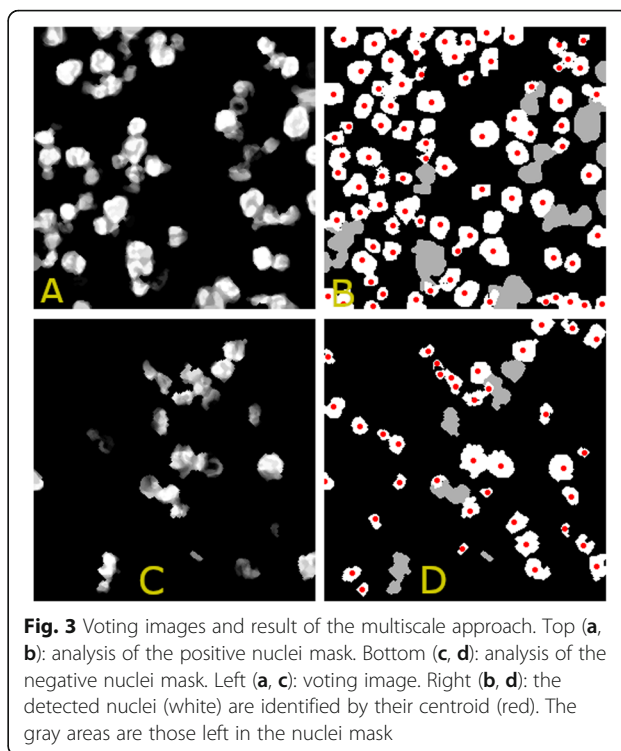 A
B
C
D
Fig. 3 Voting images and result of the multiscale approach. Top (a,
b): analysis of the positive nuclei mask. Bottom (c, d): analysis of the
negative nuclei mask. Left (a, c): voting image. Right (b, d): the
detected nuclei (white) are identified by their centroid (red). The
gray areas are those left in the nuclei mask